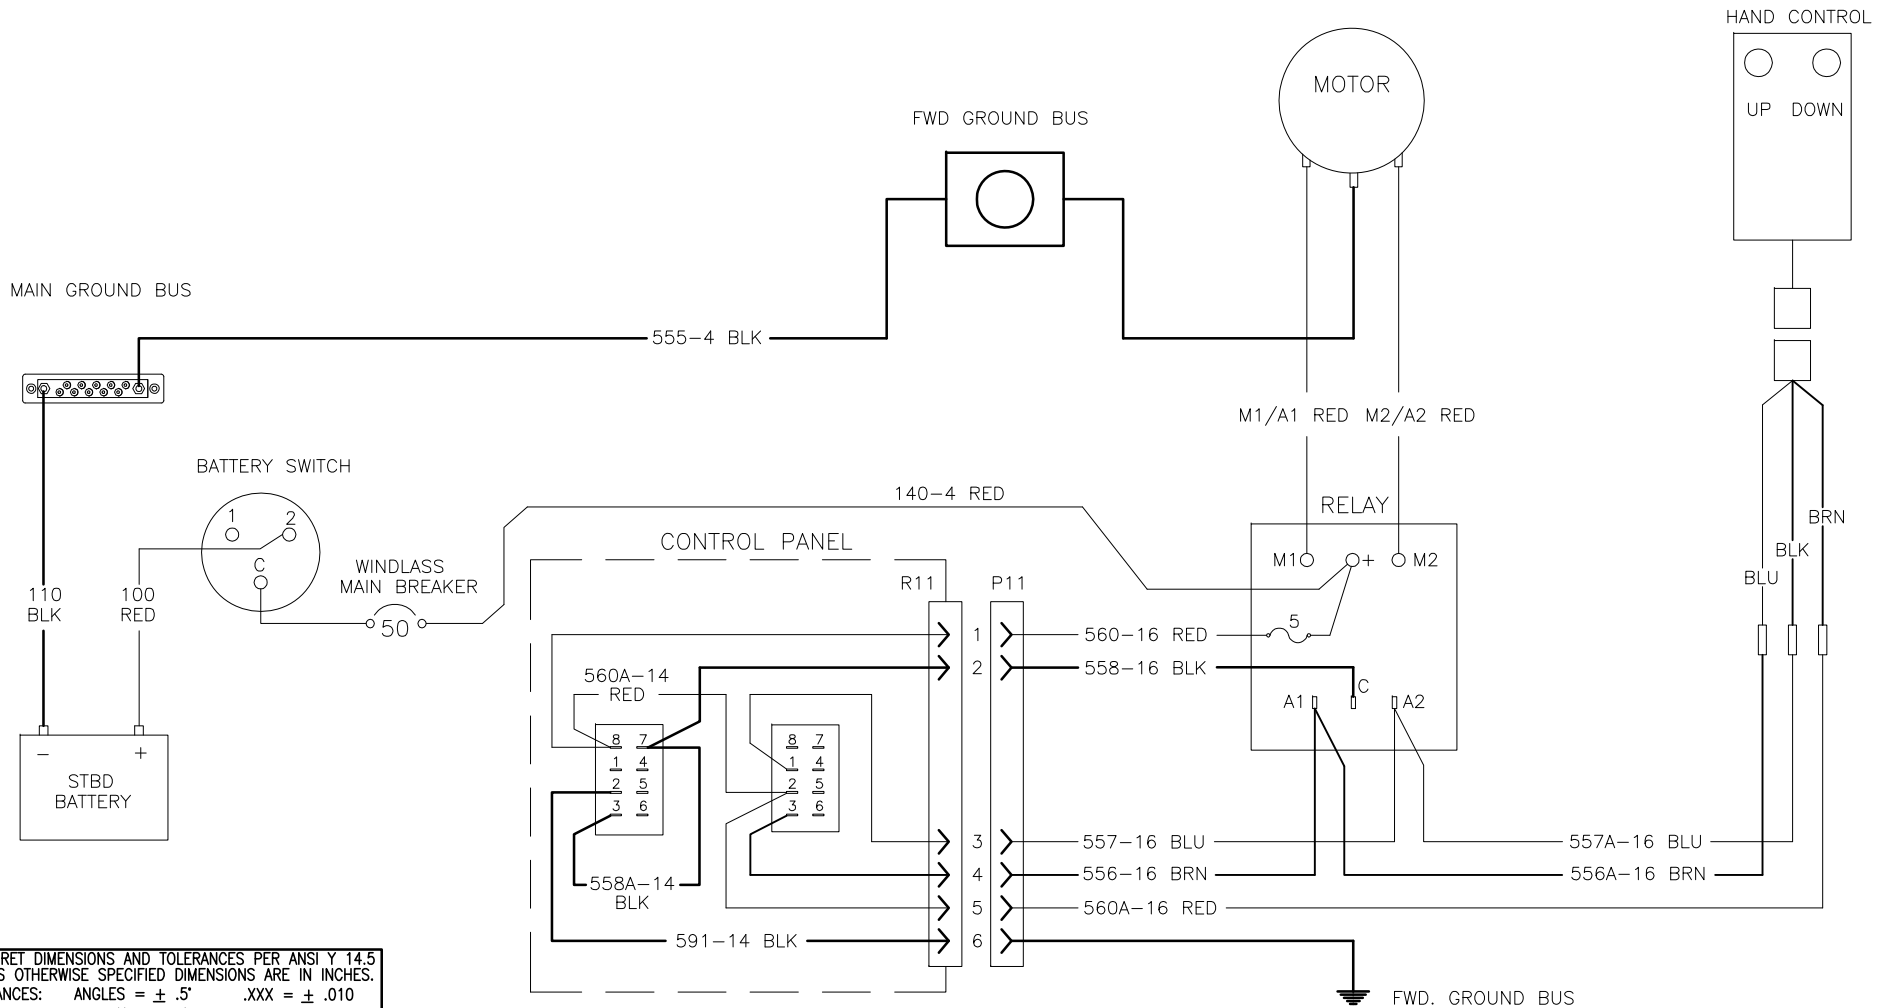 HAND CONTROL
UP DOWN
MOTOR
FWD GROUND BUS
MAIN GROUND BUS
555-4 BLK
M1/A1 RED M2/A2 RED
BATTERY SWITCH
1 2
C
140-4 RED
RELAY
M1 + M2
BRN
BLK
BLU
WINDLASS
MAIN BREAKER
50
CONTROL PANEL
R11 P11
110
BLK
100
RED
5
1 560-16 RED
2 558-16 BLK
560A-14
RED
A1 C A2
8 7
1 4
2 5
3 6
8 7
1 4
2 5
3 6
- +
STBD
BATTERY
3 557-16 BLU 557A-16 BLU
4 556-16 BRN 556A-16 BRN
558A-14
BLK
5 560A-16 RED
591-14 BLK 6
FWD. GROUND BUS
RET DIMENSIONS AND TOLERANCES PER ANSI Y 14.5
S OTHERWISE SPECIFIED DIMENSIONS ARE IN INCHES.
ANCES: ANGLES = ± .5° .XXX = ± .010